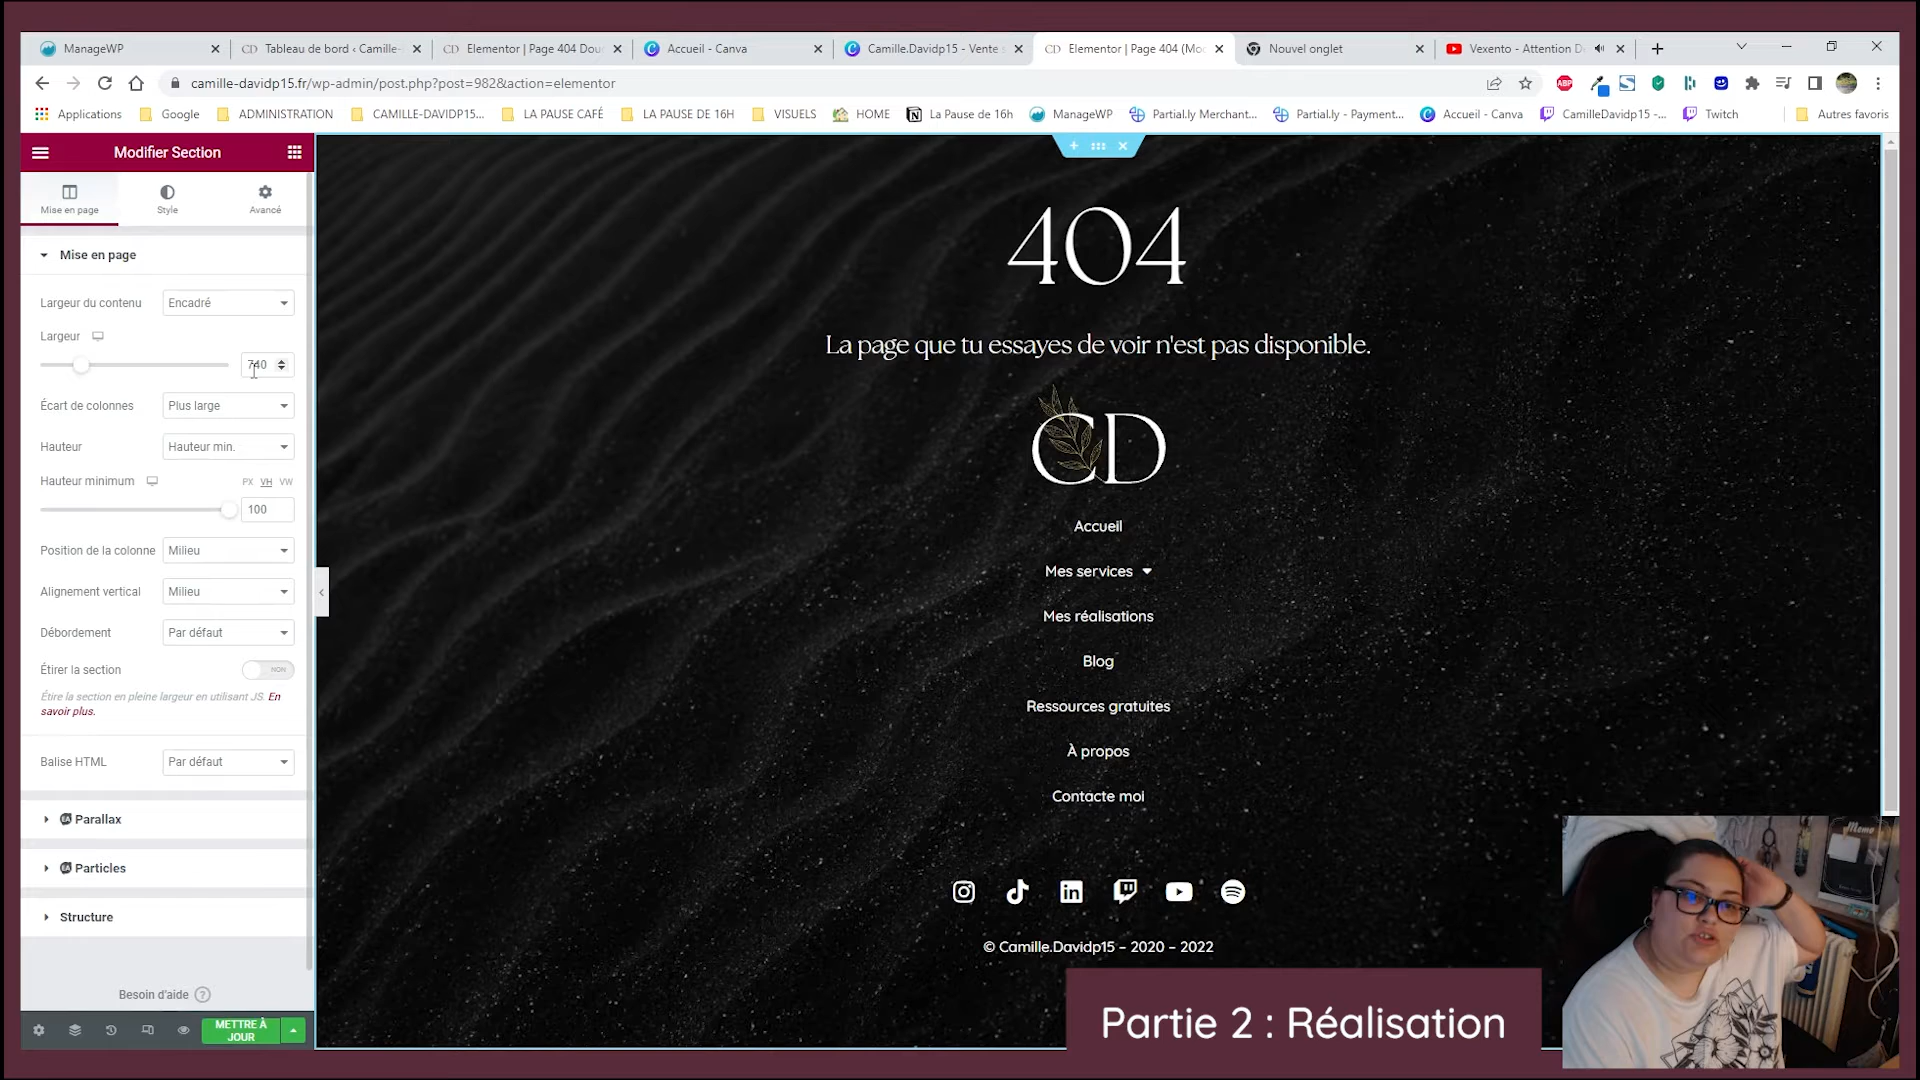 ManageWP
Tableau de bord ‹ Camille-
Elementor | Page 404 Dou
Accueil - Canva
Camille.Davidp15 - Vente s
Elementor | Page 404 (Mod
Nouvel onglet
Vexento - Attention D
camille-davidp15.fr/wp-admin/post.php?post=982&action=elementor
Applications
Google
ADMINISTRATION
CAMILLE-DAVIDP15...
LA PAUSE CAFÉ
LA PAUSE DE 16H
VISUELS
HOME
La Pause de 16h
ManageWP
Partial.ly Merchant...
Partial.ly - Payment...
Accueil - Canva
CamilleDavidp15 -...
Twitch
Autres favoris
Modifier Section
Mise en page
Style
Avancé
Mise en page
Largeur du contenu
Encadré
Largeur
740
Écart de colonnes
Plus large
Hauteur
Hauteur min.
Hauteur minimum
PX VH VW
100
Position de la colonne
Milieu
Alignement vertical
Milieu
Débordement
Par défaut
Étirer la section
NON
Étire la section en pleine largeur en utilisant JS. En
savoir plus.
Balise HTML
Par défaut
Parallax
Particles
Structure
Besoin d'aide ?
METTRE À
JOUR
404
La page que tu essayes de voir n'est pas disponible.
CD
Accueil
Mes services
Mes réalisations
Blog
Ressources gratuites
À propos
Contacte moi
© Camille.Davidp15 – 2020 – 2022
Partie 2 : Réalisation